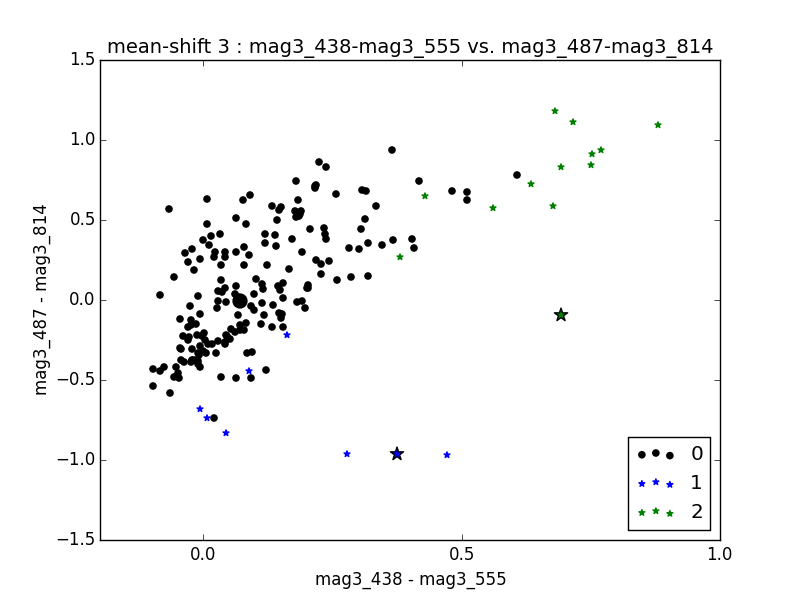 mean-shift 3 : mag3_438-mag3_555 vs. mag3_487-mag3_814
1.5
1.0
0.5
0.0
−0.5
−1.0
−1.5
mag3_487 - mag3_814
0
1
2
0.0 0.5 1.0
mag3_438 - mag3_555